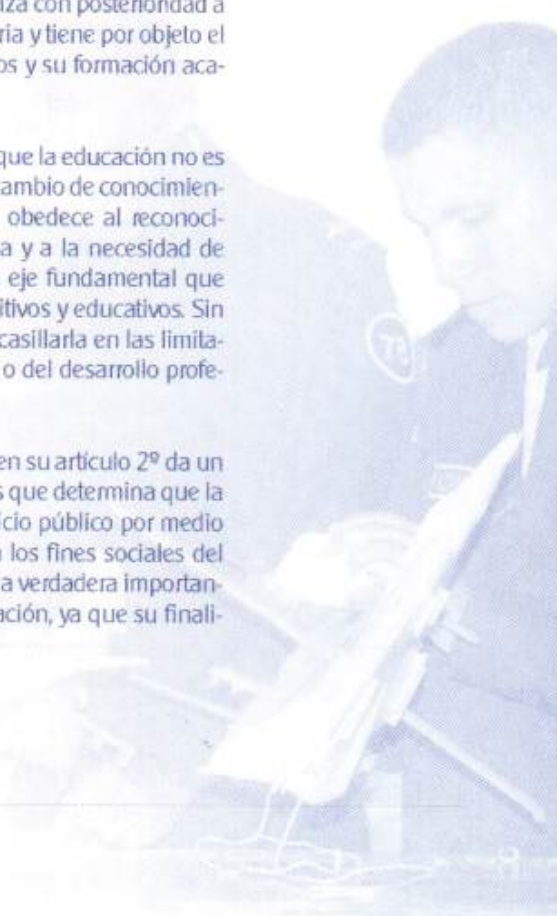 iza con posterioridad a
ria y tiene por objeto el
os y su formación aca-
que la educación no es
ambio de conocimien-
obedece al reconoci-
a y a la necesidad de
eje fundamental que
itivos y educativos. Sin
casillarla en las limita-
o del desarrollo profe-
en su artículo 2º da un
s que determina que la
icio público por medio
los fines sociales del
a verdadera importan-
ación, ya que su finali-